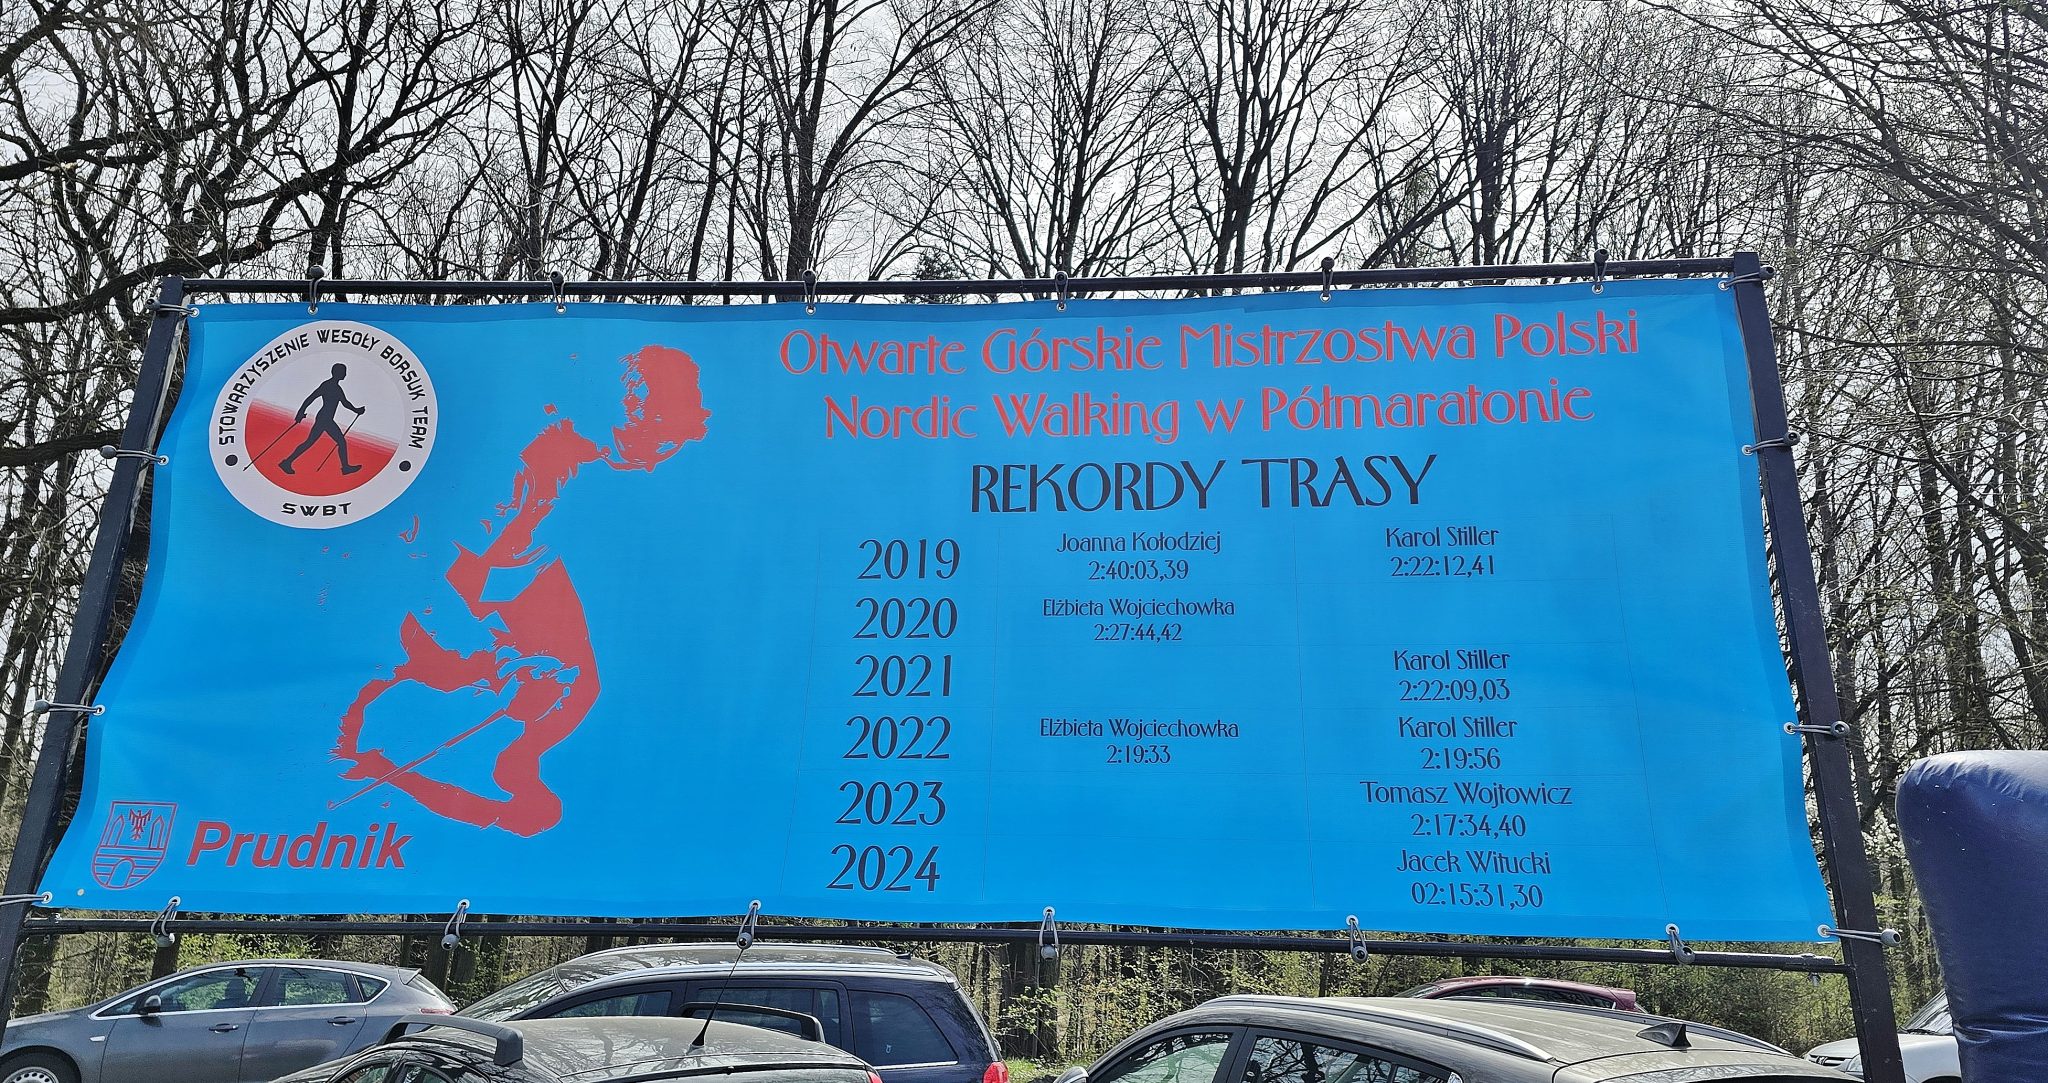 STOWARZYSZENIE WESOŁY BORSUK TEAM
SWBT
Otwarte Górskie Mistrzostwa Polski
Nordic Walking w Półmaratonie
REKORDY TRASY
2019 Joanna Kołodziej Karol Stiller
2:40:03,39 2:22:12,41
2020 Elżbieta Wojciechowka
2:27:44,42
2021 Karol Stiller
2:22:09,03
2022 Elżbieta Wojciechowka Karol Stiller
2:19:33 2:19:56
2023 Tomasz Wojtowicz
2:17:34,40
2024 Jacek Witucki
02:15:31,30
Prudnik